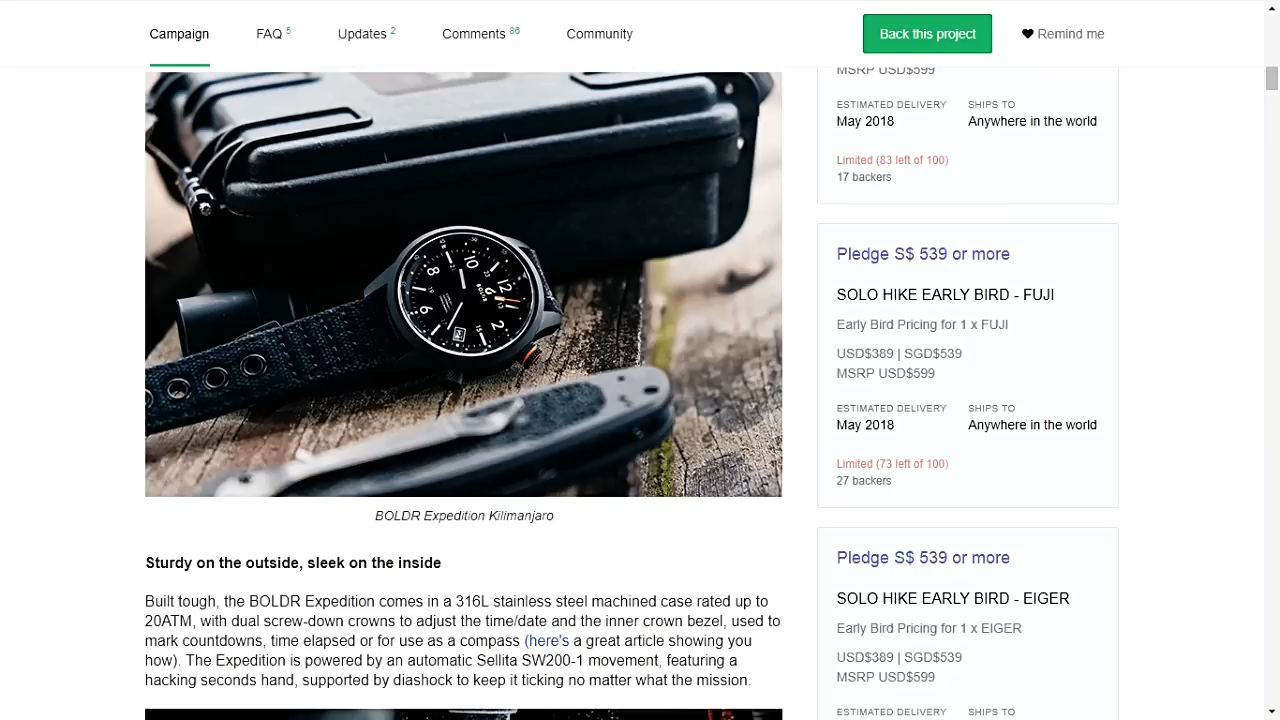 Campaign
FAQ 5
Updates 2
Comments 86
Community
Back this project
Remind me
MSRP USD$599
ESTIMATED DELIVERY
SHIPS TO
May 2018
Anywhere in the world
Limited (83 left of 100)
17 backers
Pledge S$ 539 or more
SOLO HIKE EARLY BIRD - FUJI
Early Bird Pricing for 1 x FUJI
USD$389 | SGD$539
MSRP USD$599
ESTIMATED DELIVERY
SHIPS TO
May 2018
Anywhere in the world
Limited (73 left of 100)
27 backers
Pledge S$ 539 or more
SOLO HIKE EARLY BIRD - EIGER
Early Bird Pricing for 1 x EIGER
USD$389 | SGD$539
MSRP USD$599
ESTIMATED DELIVERY
SHIPS TO
12
10
8
6
2
BOLDR Expedition Kilimanjaro
Sturdy on the outside, sleek on the inside
Built tough, the BOLDR Expedition comes in a 316L stainless steel machined case rated up to
20ATM, with dual screw-down crowns to adjust the time/date and the inner crown bezel, used to
mark countdowns, time elapsed or for use as a compass (here's a great article showing you
how). The Expedition is powered by an automatic Sellita SW200-1 movement, featuring a
hacking seconds hand, supported by diashock to keep it ticking no matter what the mission.